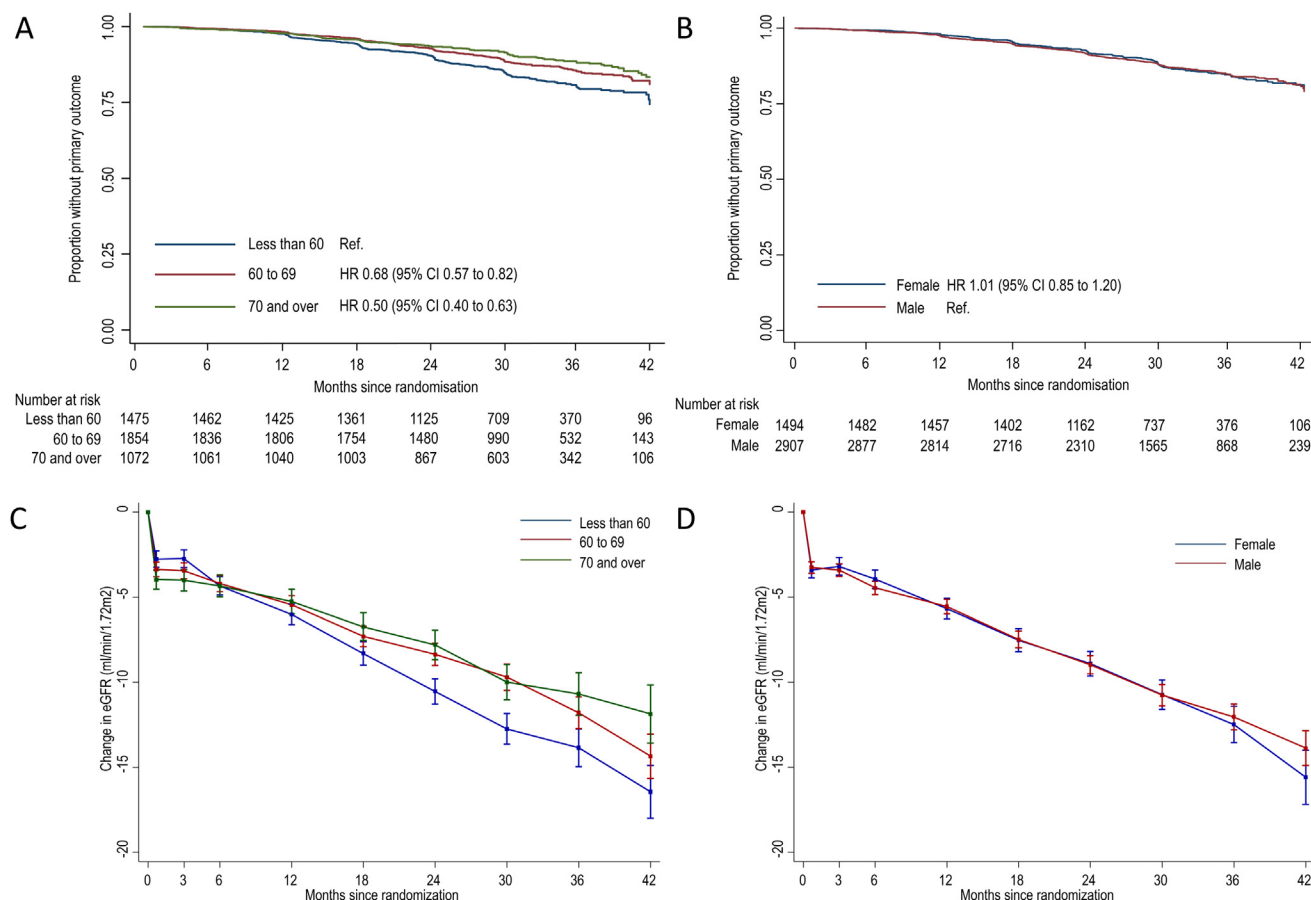 A
Proportion without primary outcome
1.00
0.75
0.50
0.25
0.00
Less than 60 Ref.
60 to 69 HR 0.68 (95% CI 0.57 to 0.82)
70 and over HR 0.50 (95% CI 0.40 to 0.63)
0 6 12 18 24 30 36 42
Months since randomisation
Number at risk
Less than 60 1475 1462 1425 1361 1125 709 370 96
60 to 69 1854 1836 1806 1754 1480 990 532 143
70 and over 1072 1061 1040 1003 867 603 342 106
B
Proportion without primary outcome
1.00
0.75
0.50
0.25
0.00
Female HR 1.01 (95% CI 0.85 to 1.20)
Male Ref.
0 6 12 18 24 30 36 42
Months since randomisation
Number at risk
Female 1494 1482 1457 1402 1162 737 376 106
Male 2907 2877 2814 2716 2310 1565 868 239
C
Change in eGFR (ml/min/1.72m2)
0
-5
-10
-15
-20
Less than 60
60 to 69
70 and over
0 3 6 12 18 24 30 36 42
Months since randomization
D
Change in eGFR (ml/min/1.72m2)
0
-5
-10
-15
-20
Female
Male
0 3 6 12 18 24 30 36 42
Months since randomization